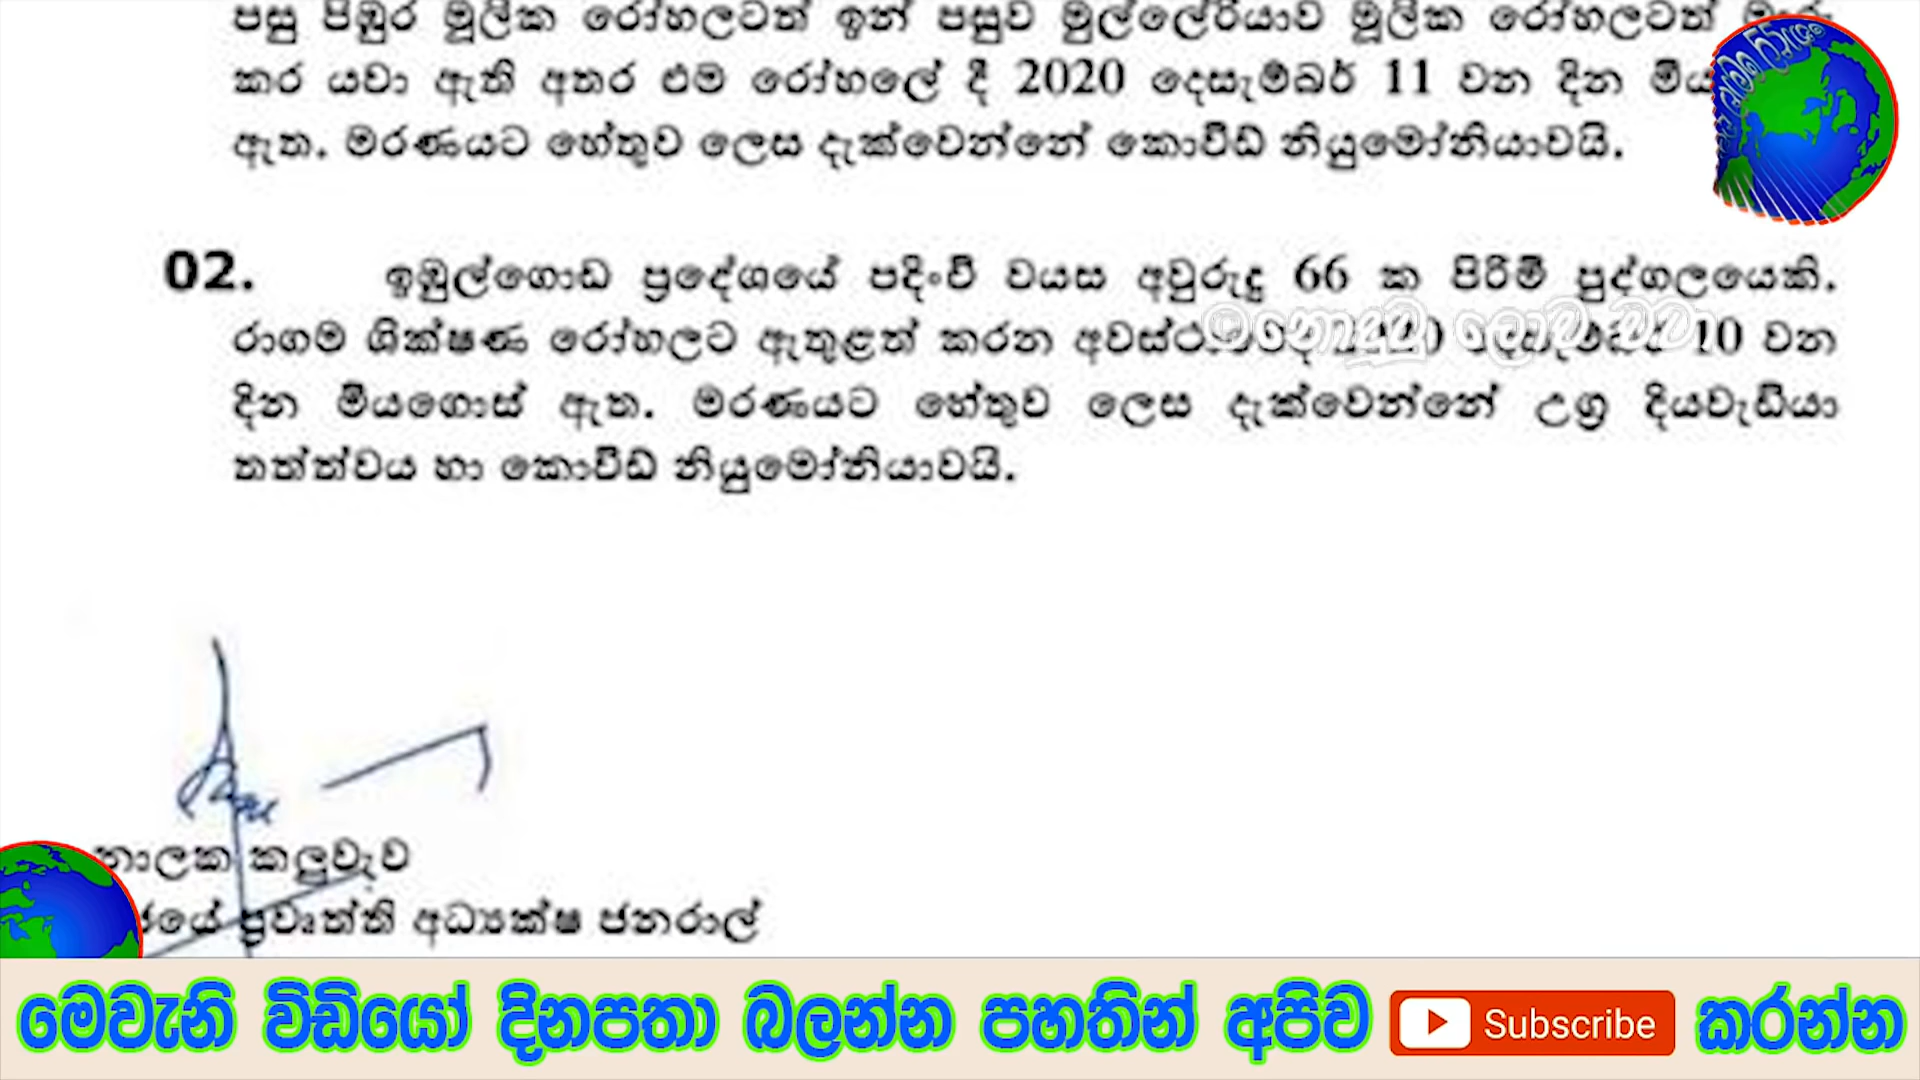 පසු පිඹුර මූලික රෝහලටත් ඉන් පසුව මුල්ලේරියාව මූලික රෝහලටත් මාරු
කර යවා ඇති අතර එම රෝහලේ දී 2020 දෙසැම්බර් 11 වන දින
ඇත. මරණයට හේතුව ලෙස දැක්වෙන්නේ කොවිඩ් නියුමෝනියාවයි.
02. ඉඹුල්ගොඩ ප්‍රදේශයේ පදිංචි වයස අවුරුදු 66 ක පිරිමි පුද්ගලයෙකි.
රාගම ශික්ෂණ රෝහලට ඇතුළත් කරන 10 වන
දින මියගොස් ඇත. මරණයට හේතුව ලෙස දැක්වෙන්නේ උග්‍ර දියවැඩියා
තත්ත්වය හා කොවිඩ් නියුමෝනියාවයි.
නාලක කලුවැව
ප්‍රවෘත්ති අධ්‍යක්ෂ ජනරාල්
මෙවැනි විඩියෝ දිනපතා බලන්න පහතින් අපිව Subscribe කරන්න